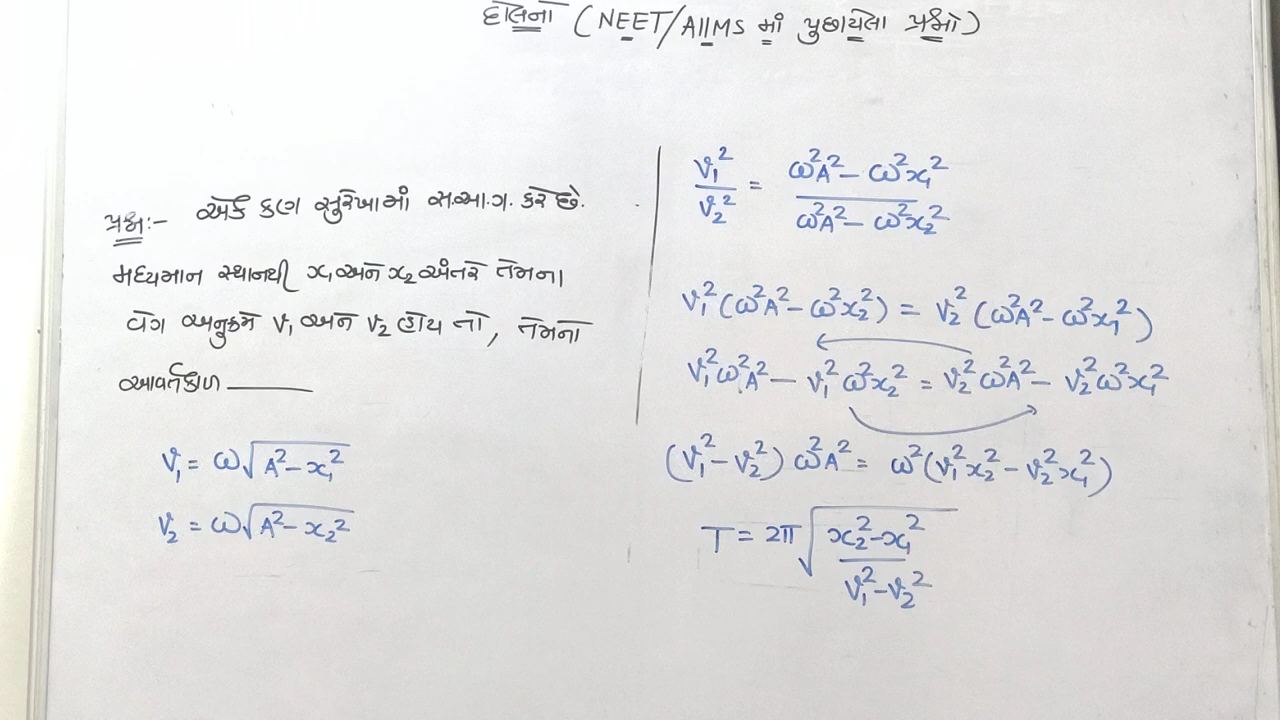 દોલનો (NEET/AIIMS માં પુછાયેલા પ્રશ્નો)
પ્રશ્ન:- એક કણ સુરેખામાં સ.આ.ગ. કરે છે.
મધ્યમાન સ્થાનથી x₁ અને x₂ અંતરે તેમના
વેગ અનુક્રમે v₁ અને v₂ હોય તો, તેમનો
આવર્તકાળ ______
v₁ = ω√(A² − x₁²)
v₂ = ω√(A² − x₂²)
v₁²/v₂² = (ω²A² − ω²x₁²)/(ω²A² − ω²x₂²)
v₁²(ω²A² − ω²x₂²) = v₂²(ω²A² − ω²x₁²)
v₁²ω²A² − v₁²ω²x₂² = v₂²ω²A² − v₂²ω²x₁²
(v₁² − v₂²)ω²A² = ω²(v₁²x₂² − v₂²x₁²)
T = 2π√((x₂² − x₁²)/(v₁² − v₂²))